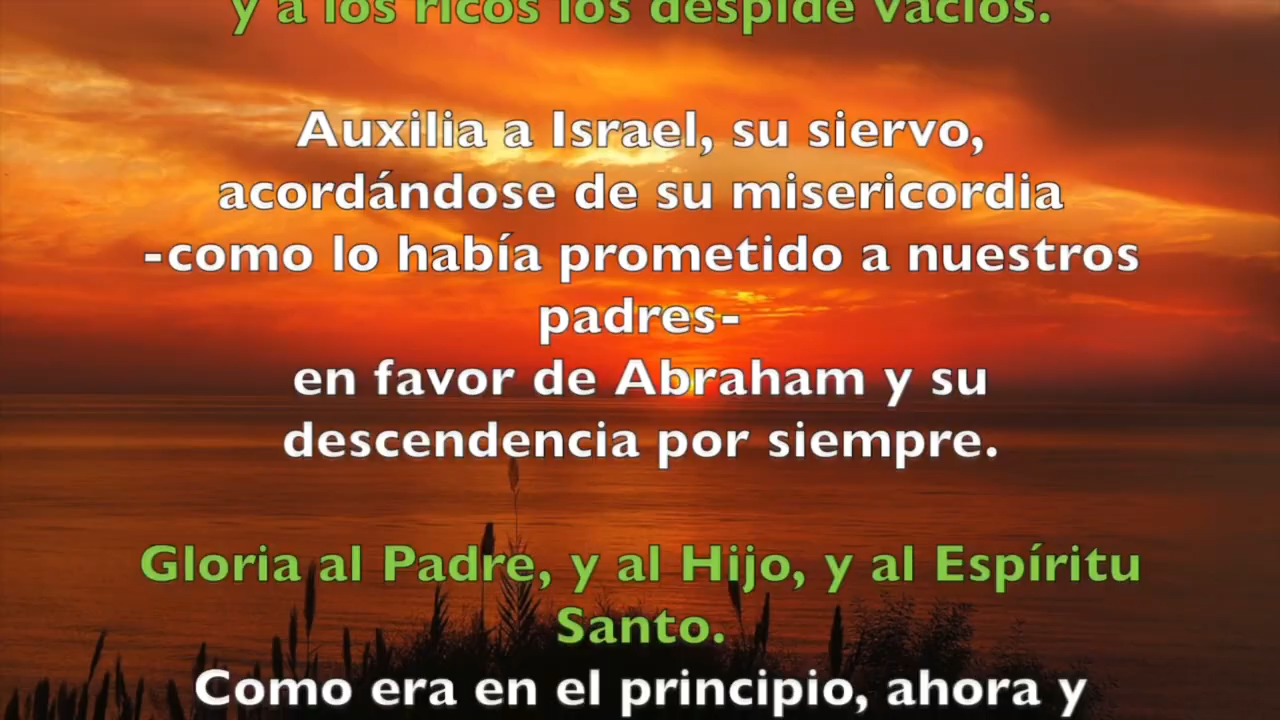 y a los ricos los despide vacíos.
Auxilia a Israel, su siervo,
acordándose de su misericordia
-como lo había prometido a nuestros
padres-
en favor de Abraham y su
descendencia por siempre.
Gloria al Padre, y al Hijo, y al Espíritu
Santo.
Como era en el principio, ahora y